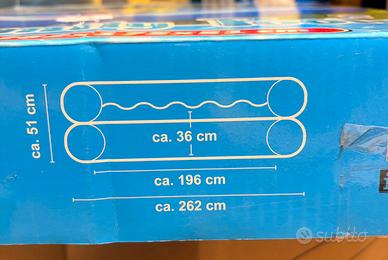 ca. 51 cm
ca. 36 cm
ca. 196 cm
ca. 262 cm
subito